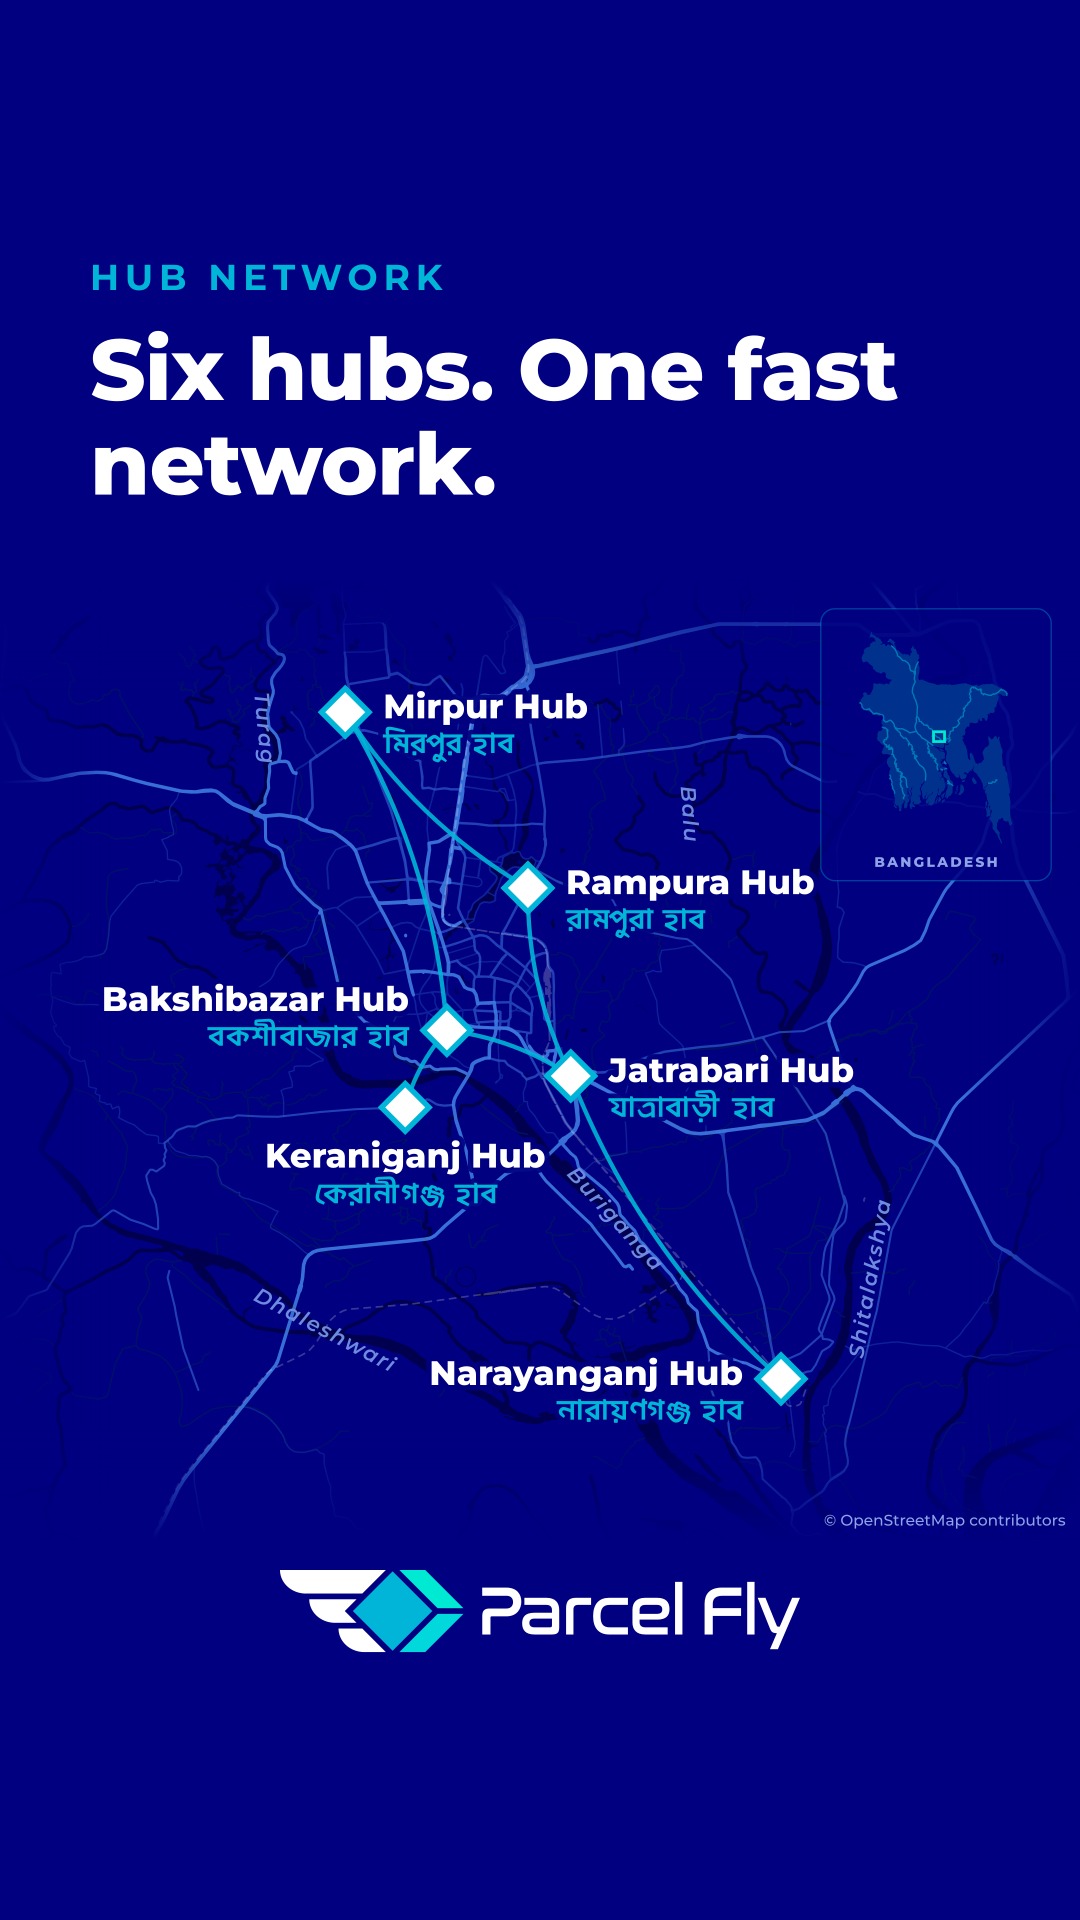 HUB NETWORK
Six hubs. One fast
network.
Turag
Mirpur Hub
মিরপুর হাব
Balu
BANGLADESH
Rampura Hub
রামপুরা হাব
Bakshibazar Hub
বকশীবাজার হাব
Jatrabari Hub
যাত্রাবাড়ী হাব
Keraniganj Hub
কেরানীগঞ্জ হাব
Buriganga
Shitalakshya
Dhaleshwari
Narayanganj Hub
নারায়ণগঞ্জ হাব
© OpenStreetMap contributors
Parcel Fly